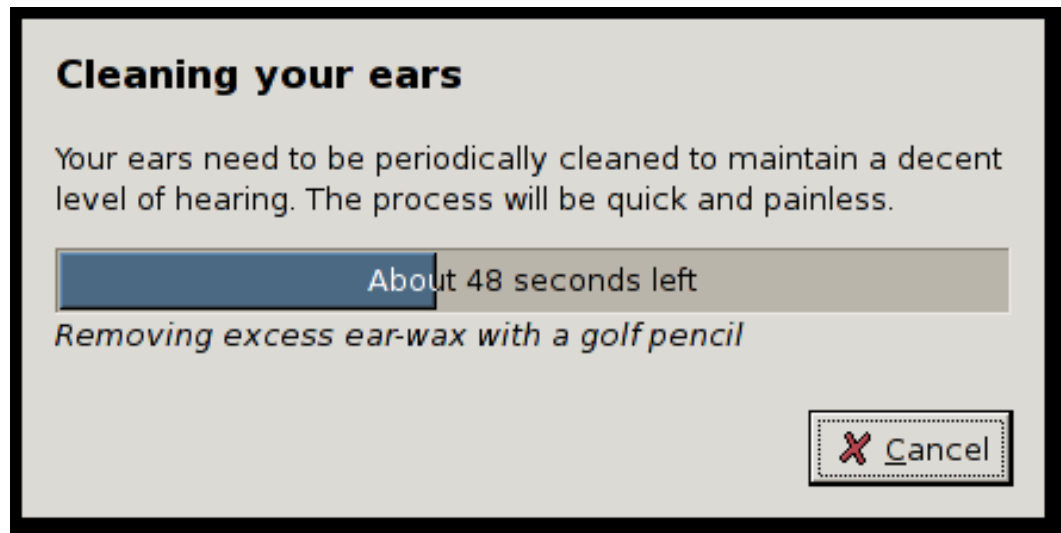 Cleaning your ears
Your ears need to be periodically cleaned to maintain a decent
level of hearing. The process will be quick and painless.
About 48 seconds left
Removing excess ear-wax with a golf pencil
Cancel